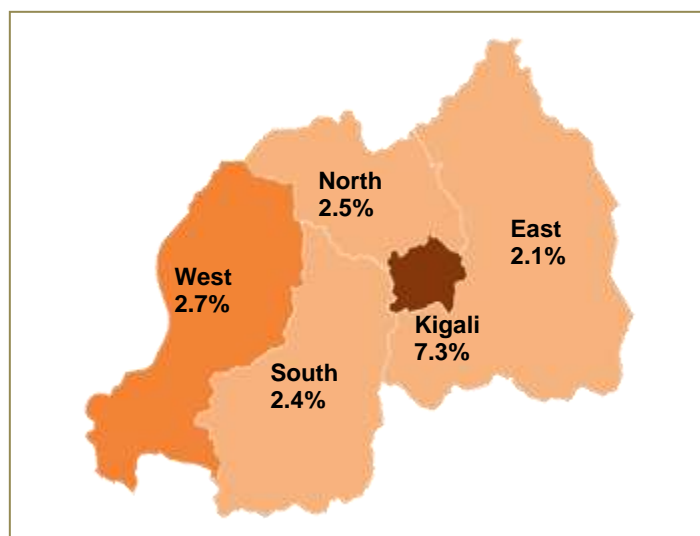 North
2.5%
East
2.1%
West
2.7%
Kigali
7.3%
South
2.4%